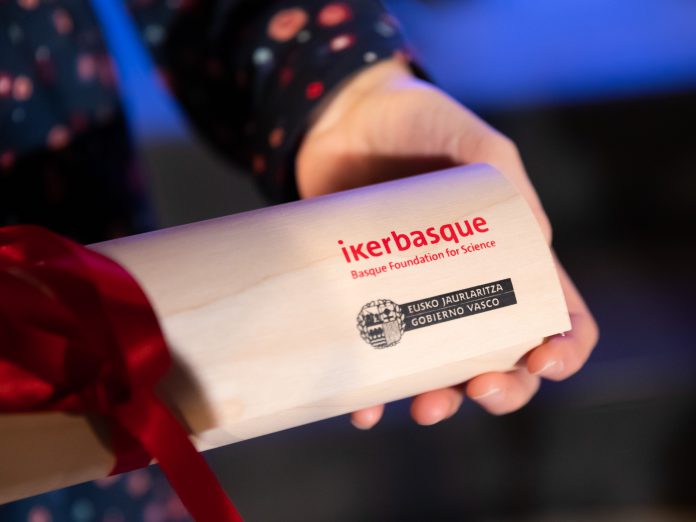 ikerbasque
Basque Foundation for Science
EUSKO JAURLARITZA
GOBIERNO VASCO